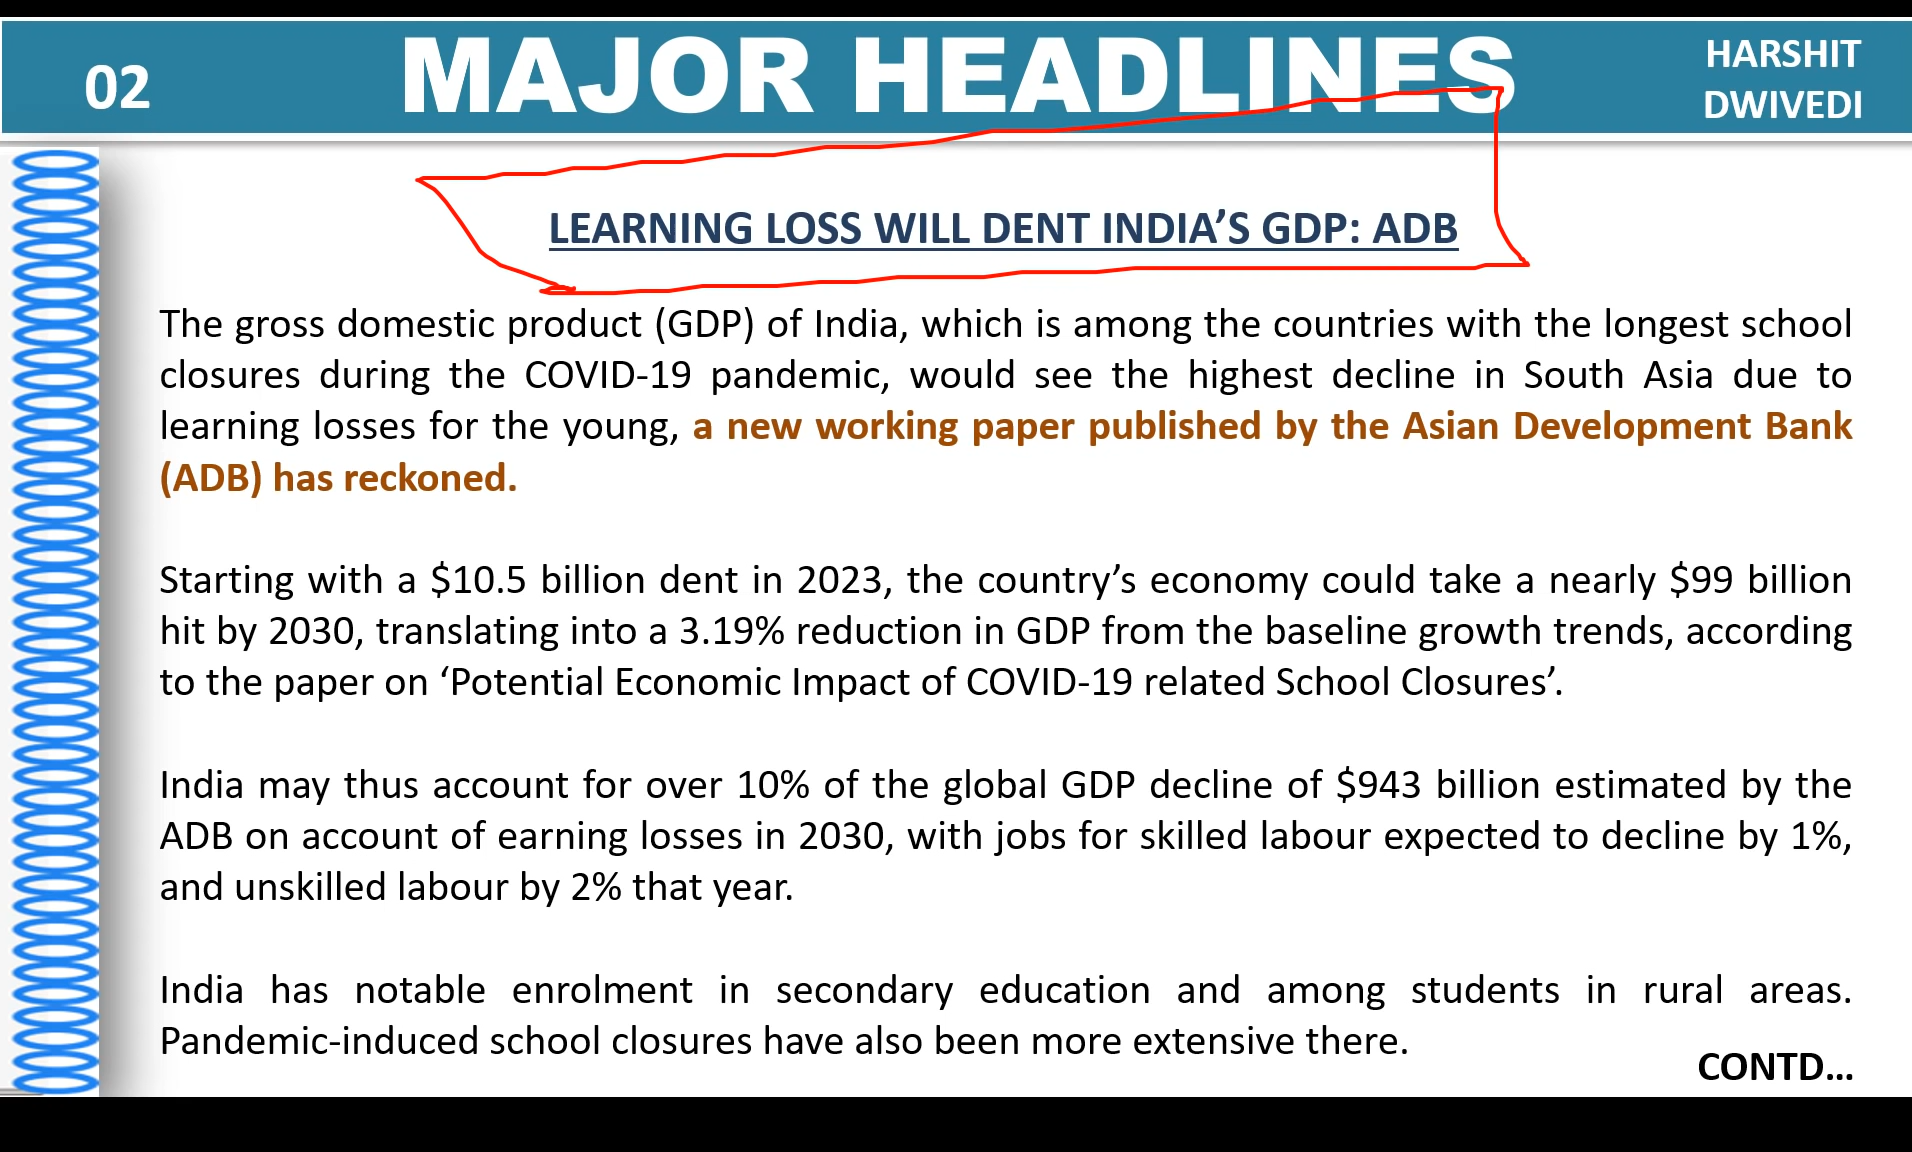 02
MAJOR HEADLINES
HARSHIT
DWIVEDI
LEARNING LOSS WILL DENT INDIA’S GDP: ADB
The gross domestic product (GDP) of India, which is among the countries with the longest school
closures during the COVID-19 pandemic, would see the highest decline in South Asia due to
learning losses for the young, a new working paper published by the Asian Development Bank
(ADB) has reckoned.
Starting with a $10.5 billion dent in 2023, the country’s economy could take a nearly $99 billion
hit by 2030, translating into a 3.19% reduction in GDP from the baseline growth trends, according
to the paper on ‘Potential Economic Impact of COVID-19 related School Closures’.
India may thus account for over 10% of the global GDP decline of $943 billion estimated by the
ADB on account of earning losses in 2030, with jobs for skilled labour expected to decline by 1%,
and unskilled labour by 2% that year.
India has notable enrolment in secondary education and among students in rural areas.
Pandemic-induced school closures have also been more extensive there.
CONTD...